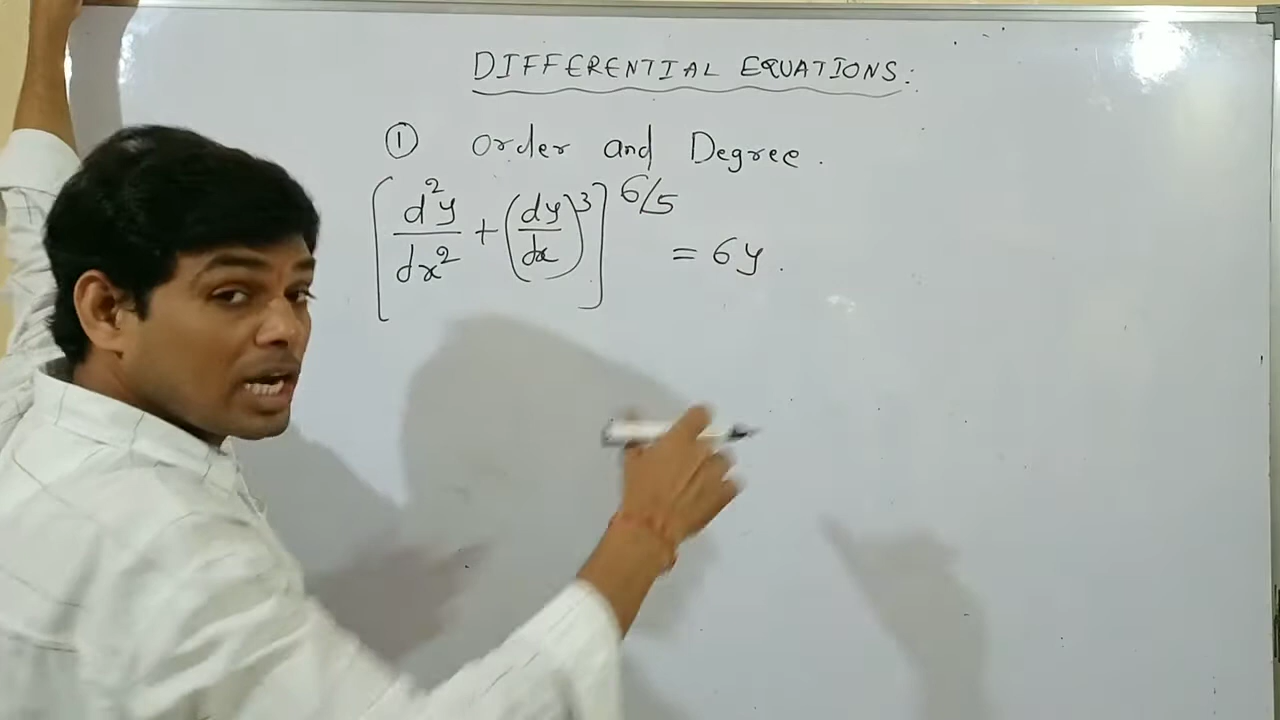 DIFFERENTIAL EQUATIONS:
① Order and Degree.
[d²y/dx² + (dy/dx)³]^6/5 = 6y.